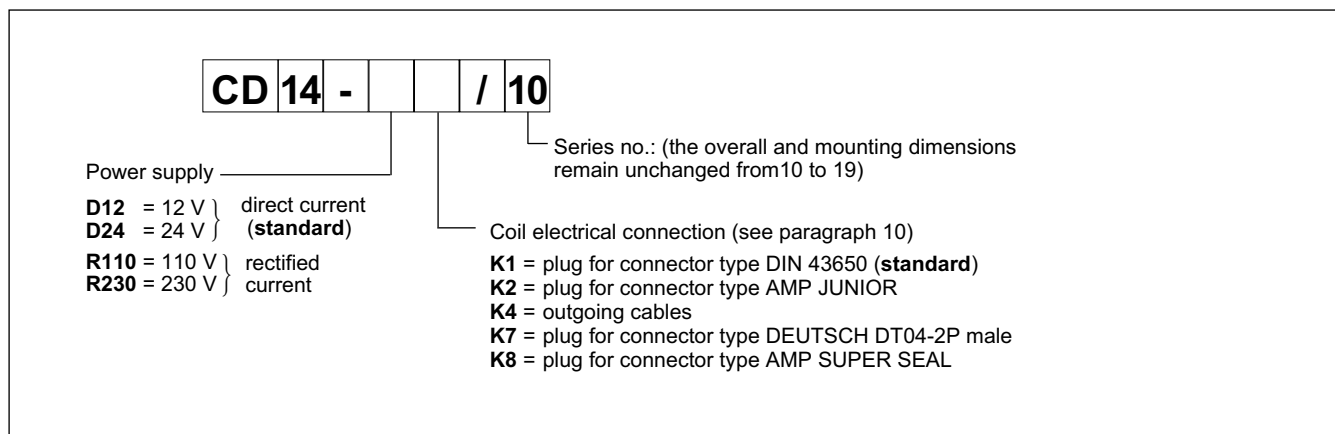 CD 14 - / 10
Series no.: (the overall and mounting dimensions
remain unchanged from10 to 19)
Power supply
D12 = 12 V
D24 = 24 V
direct current
(standard)
R110 = 110 V
R230 = 230 V
rectified
current
Coil electrical connection (see paragraph 10)
K1 = plug for connector type DIN 43650 (standard)
K2 = plug for connector type AMP JUNIOR
K4 = outgoing cables
K7 = plug for connector type DEUTSCH DT04-2P male
K8 = plug for connector type AMP SUPER SEAL